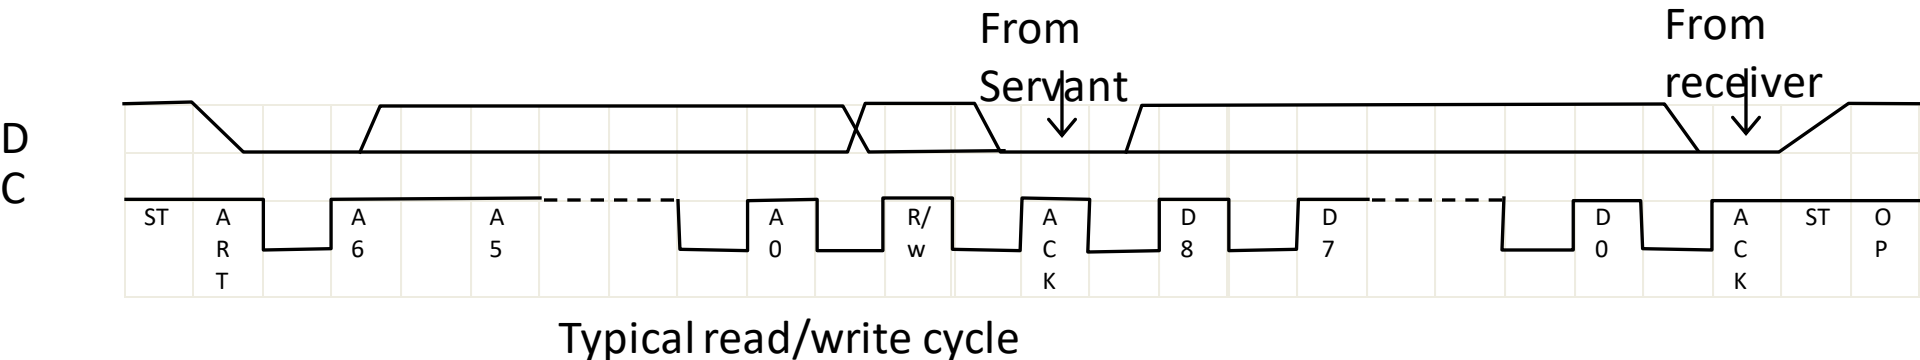 From
Servant
From
receiver
D
C
ST
A
R
T
A
6
A
5
A
0
R/
w
A
C
K
D
8
D
7
D
0
A
C
K
ST
O
P
Typical read/write cycle